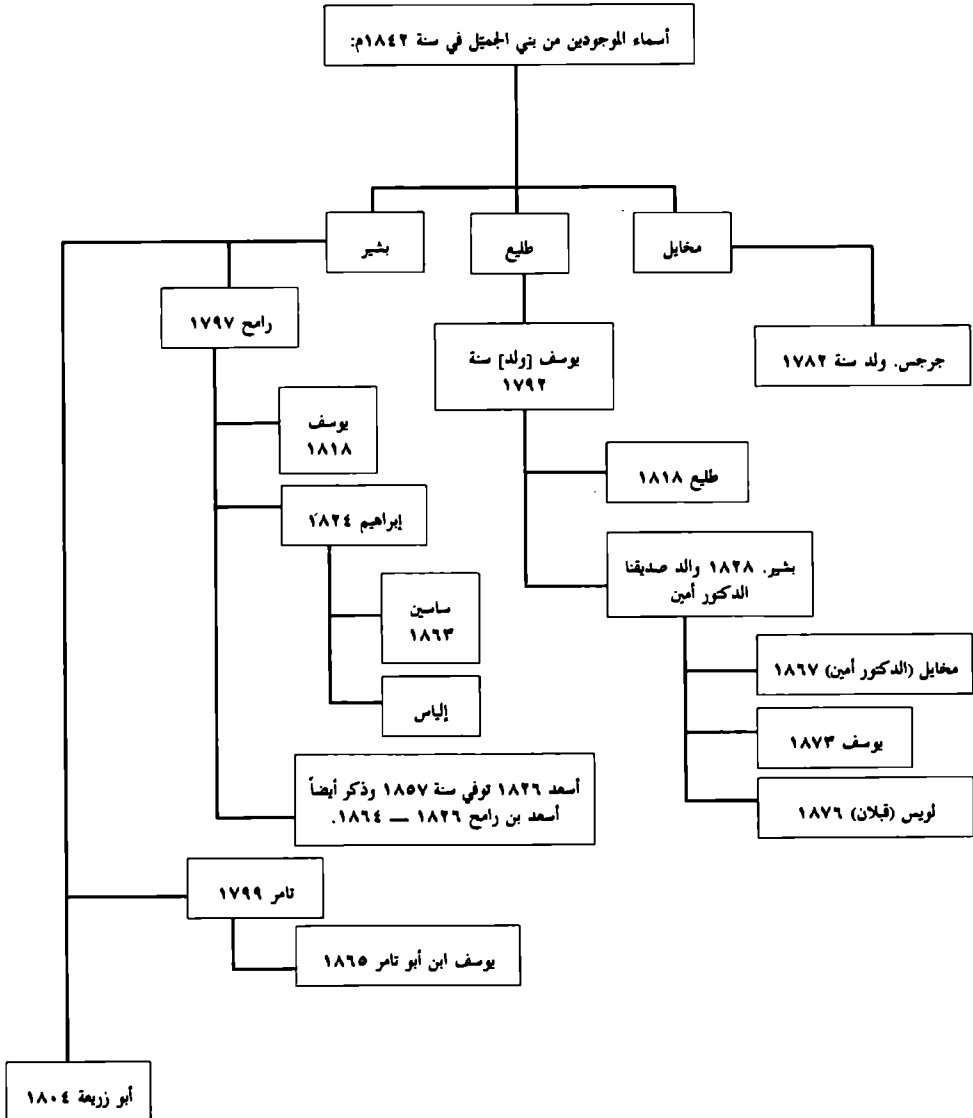 أسماء الموجودين من بني الجميّل في سنة ١٨٤٢م:
مخايل
طليع
بشير
جرجس. ولد سنة ١٧٨٢
يوسف [ولد] سنة
١٧٩٢
رامح ١٧٩٧
يوسف
١٨١٨
طليع ١٨١٨
إبراهيم ١٨٢٤
بشير. ١٨٢٨ والد صديقنا
الدكتور أمين
ساسين
١٨٦٣
مخايل (الدكتور أمين) ١٨٦٧
إلياس
يوسف ١٨٧٣
لويس (قبلان) ١٨٧٦
أسعد ١٨٢٦ توفي سنة ١٨٥٧ وذكر أيضاً
أسعد بن رامح ١٨٢٦ — ١٨٦٤.
تامر ١٧٩٩
يوسف ابن أبو تامر ١٨٦٥
أبو زريعة ١٨٠٤